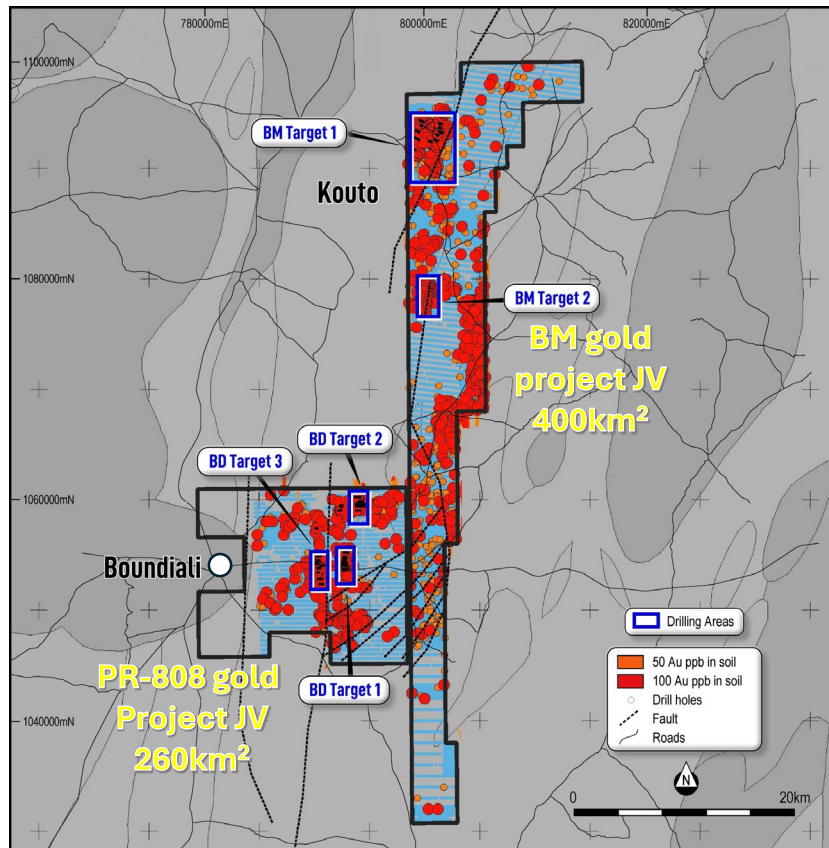 780000mE
800000mE
820000mE
1100000mN
BM Target 1
Kouto
1080000mN
BM Target 2
BM gold
project JV
400km²
BD Target 2
BD Target 3
1060000mN
Boundiali
Drilling Areas
PR-808 gold
Project JV
260km²
BD Target 1
50 Au ppb in soil
100 Au ppb in soil
Drill holes
Fault
Roads
1040000mN
N
0
20km